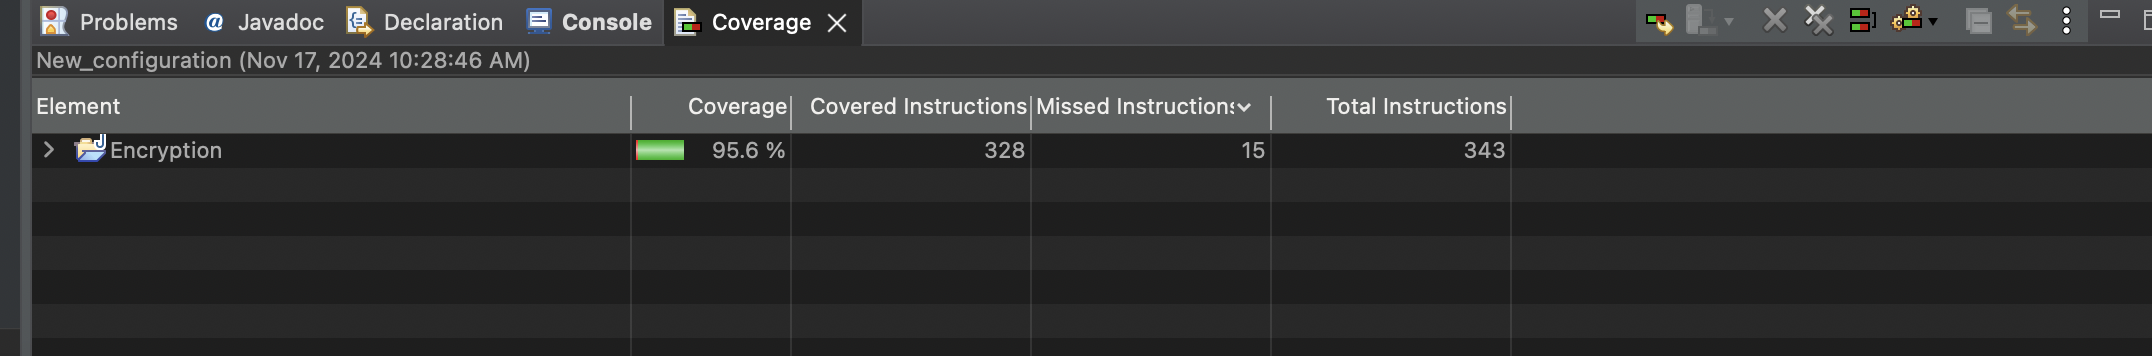 Problems @ Javadoc Declaration Console Coverage
New_configuration (Nov 17, 2024 10:28:46 AM)
Element Coverage Covered Instructions Missed Instructions Total Instructions
Encryption 95.6 % 328 15 343